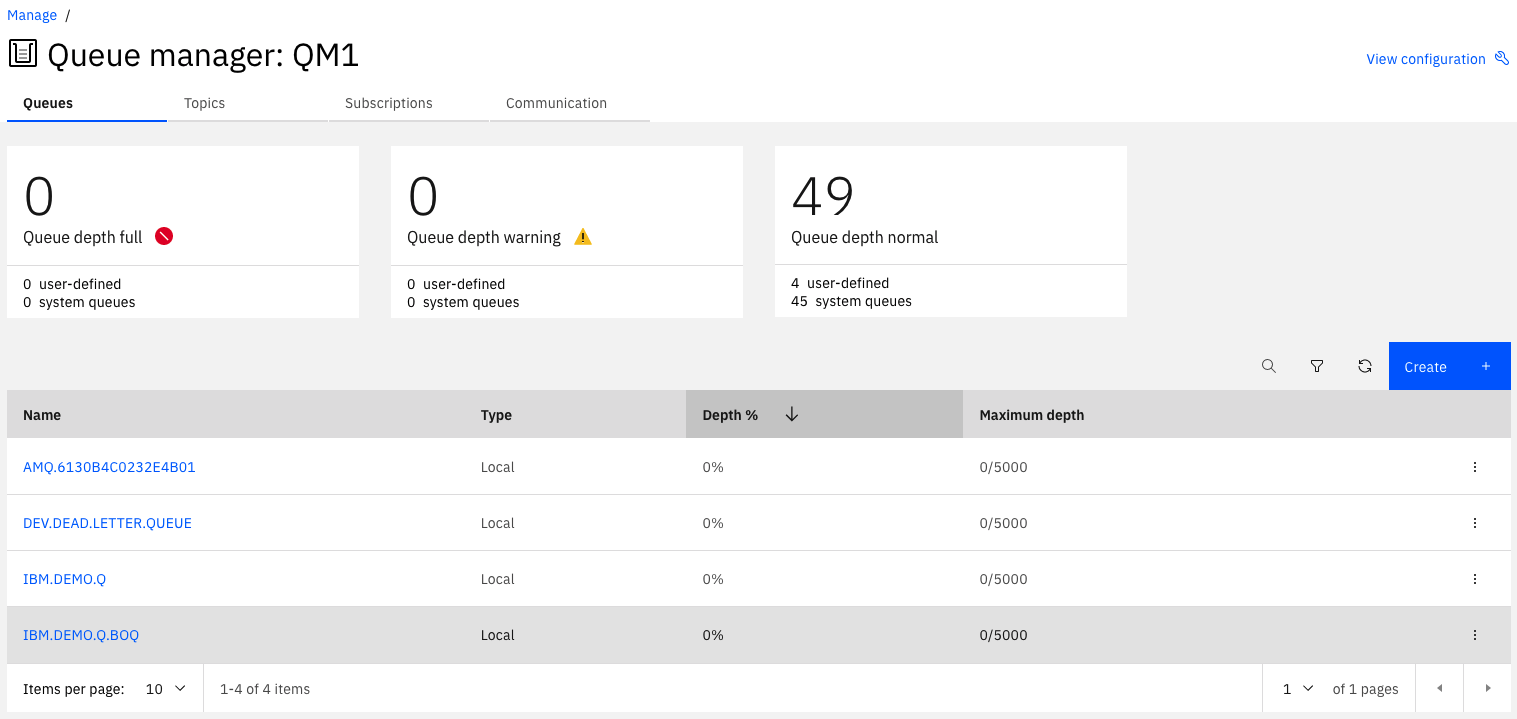 Manage /
Queue manager: QM1
View configuration
Queues Topics Subscriptions Communication
0
Queue depth full
0 user-defined
0 system queues
0
Queue depth warning
0 user-defined
0 system queues
49
Queue depth normal
4 user-defined
45 system queues
Create +
Name Type Depth % Maximum depth
AMQ.6130B4C0232E4B01 Local 0% 0/5000
DEV.DEAD.LETTER.QUEUE Local 0% 0/5000
IBM.DEMO.Q Local 0% 0/5000
IBM.DEMO.Q.BOQ Local 0% 0/5000
Items per page: 10 1-4 of 4 items 1 of 1 pages